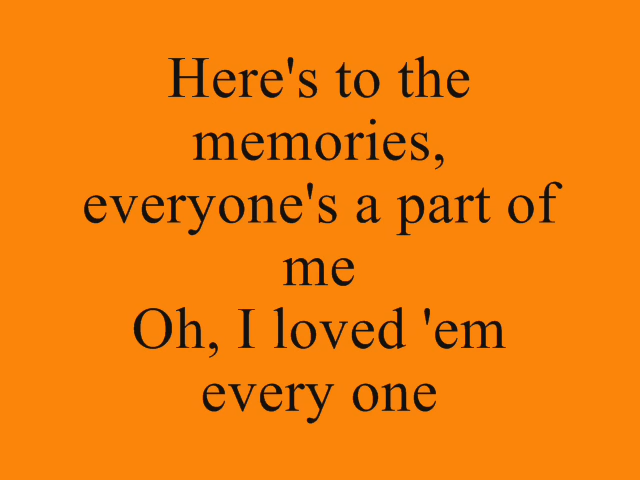 Here's to the
memories,
everyone's a part of
me
Oh, I loved 'em
every one